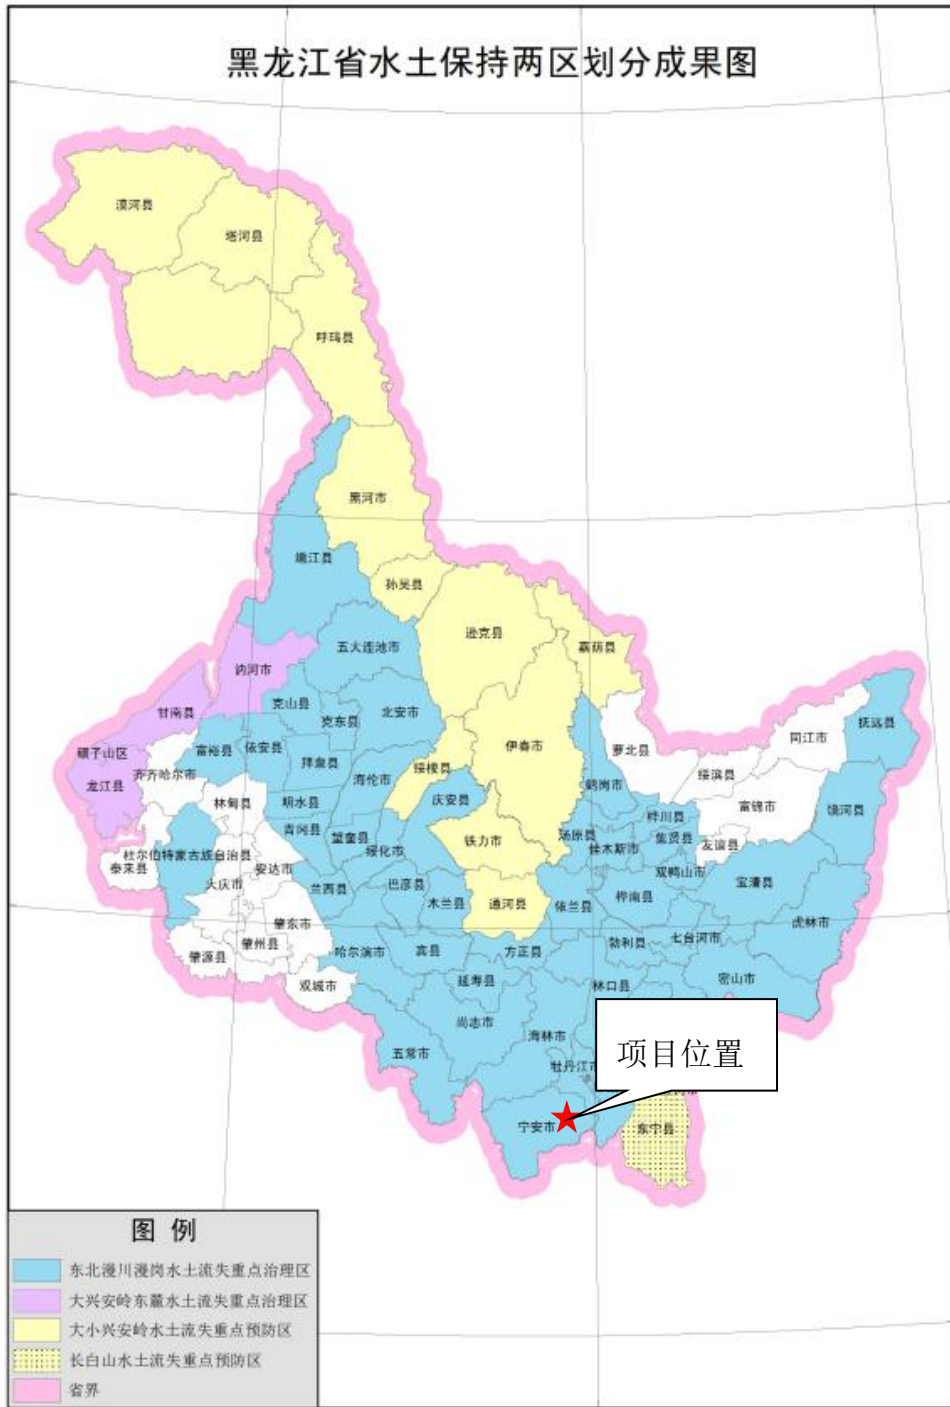 黑龙江省水土保持两区划分成果图
漠河县
塔河县
呼玛县
黑河市
嫩江县
孙吴县
逊克县
嘉荫县
五大连池市
讷河市
甘南县
克山县
克东县
北安市
伊春市
萝北县
同江市
抚远县
碾子山区
龙江县
齐齐哈尔市
富裕县
依安县
拜泉县
海伦市
绥棱县
鹤岗市
绥滨县
富锦市
饶河县
林甸县
明水县
庆安县
桦川县
青冈县
望奎县
绥化市
铁力市
汤原县
佳木斯市
集贤县
友谊县
双鸭山市
宝清县
杜尔伯特蒙古族自治县
泰来县
安达市
大庆市
兰西县
巴彦县
木兰县
通河县
依兰县
桦南县
虎林市
肇东市
肇州县
肇源县
哈尔滨市
宾县
方正县
勃利县
七台河市
双城市
延寿县
林口县
密山市
尚志市
海林市
五常市
牡丹江市
项目位置
宁安市
东宁县
图 例
东北漫川漫岗水土流失重点治理区
大兴安岭东麓水土流失重点治理区
大小兴安岭水土流失重点预防区
长白山水土流失重点预防区
省界